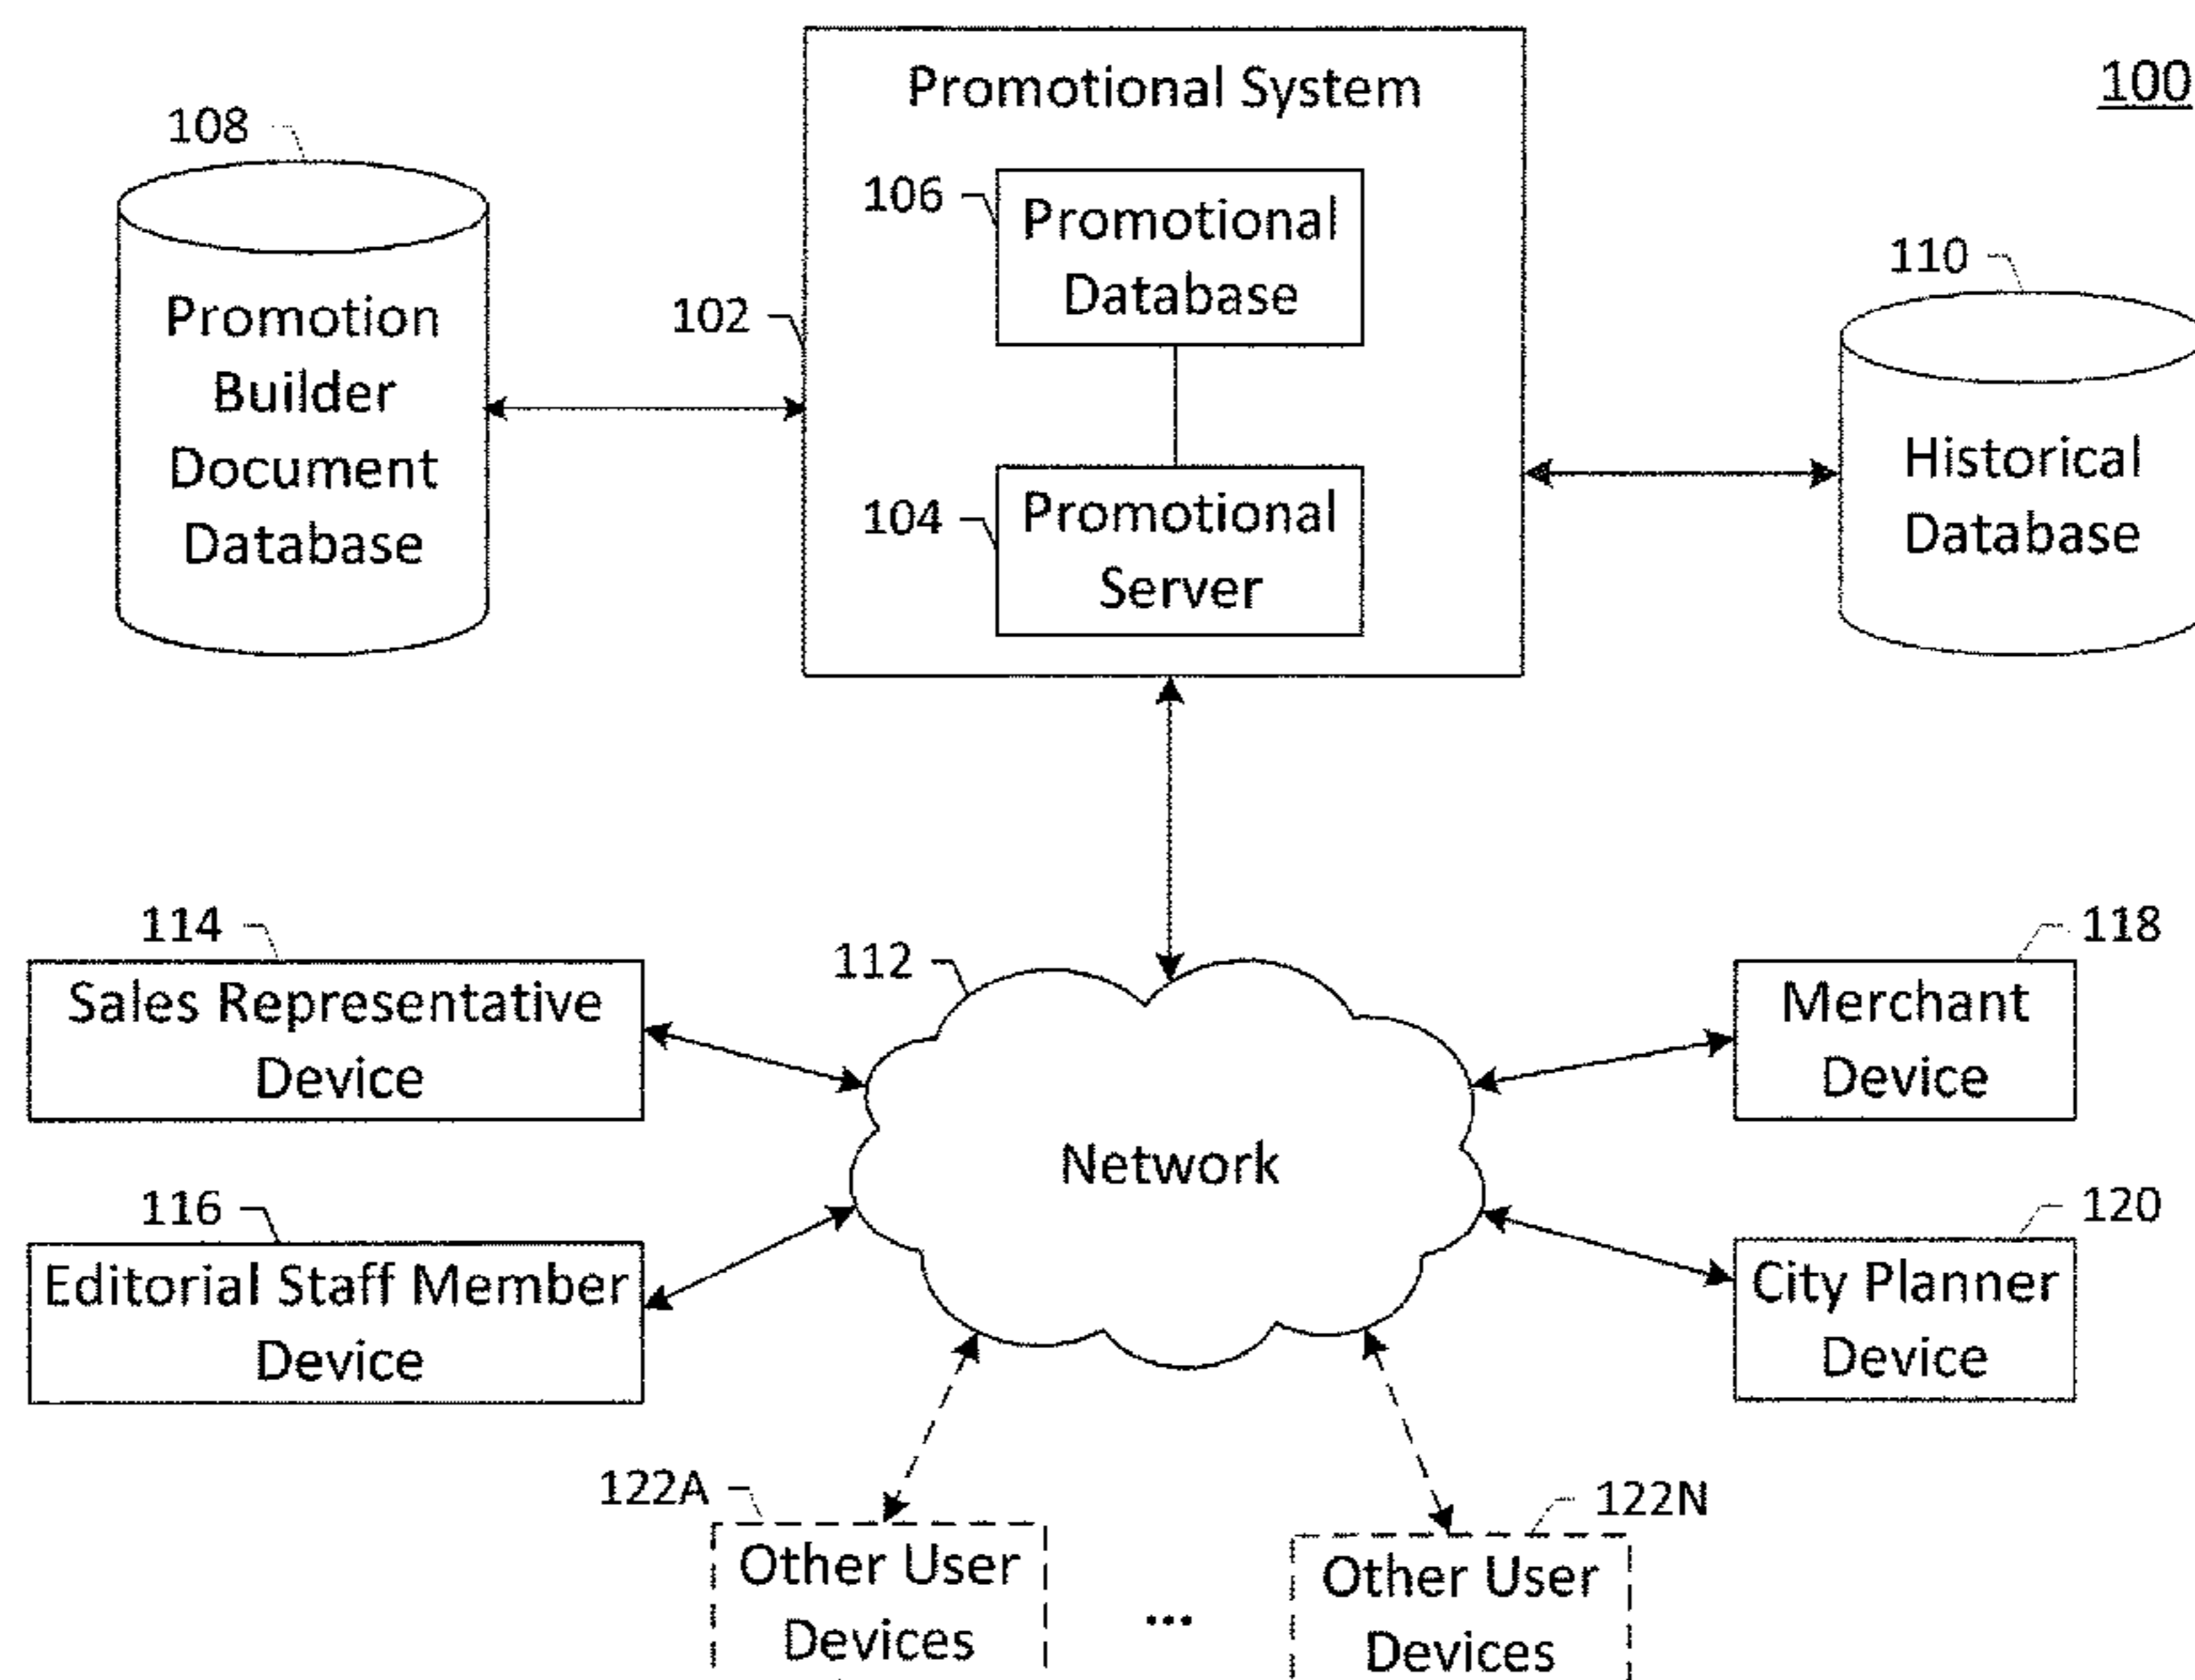 100
Promotional System
108
106
Promotional
Database
110
Promotion
Builder
Document
Database
102
104
Promotional
Server
Historical
Database
114
Sales Representative
Device
112
118
Merchant
Device
Network
116
Editorial Staff Member
Device
120
City Planner
Device
122A
Other User
Devices
...
122N
Other User
Devices